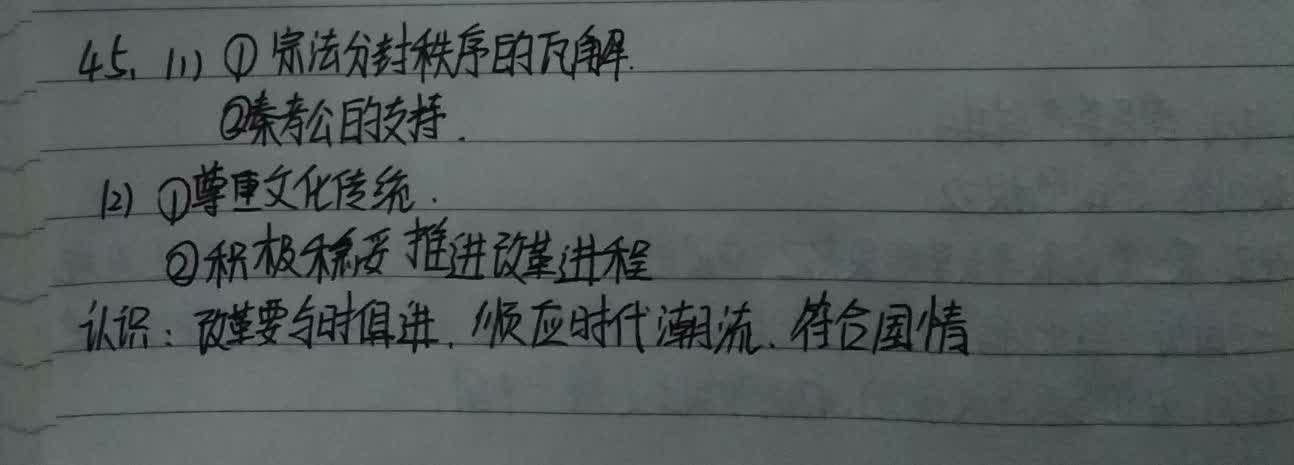 45. (1) ① 宗法分封秩序的瓦解.
②秦孝公的支持.
(2) ①尊重文化传统.
②积极稳妥推进改革进程
认识：改革要与时俱进，顺应时代潮流、符合国情